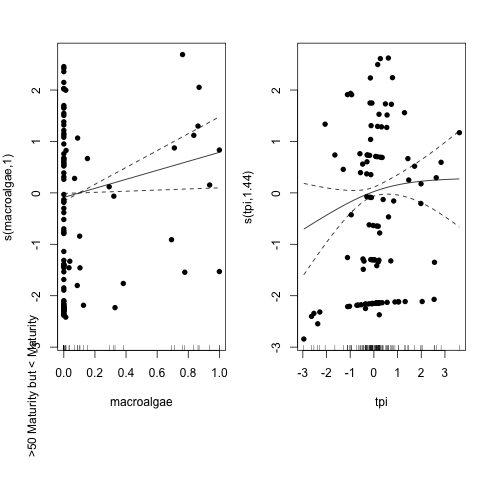 s(macroalgae,1)
-3
-2
-1
0
1
2
0.0 0.2 0.4 0.6 0.8 1.0
macroalgae
>50 Maturity but < Maturity
s(tpi,1.44)
-3
-2
-1
0
1
2
-3 -2 -1 0 1 2 3
tpi